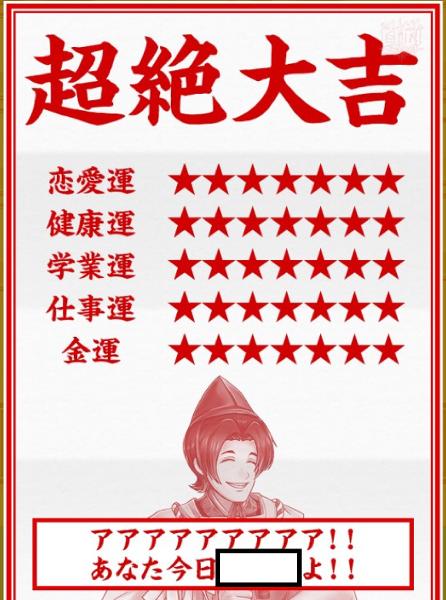 超絶大吉
恋愛運 ★★★★★★★
健康運 ★★★★★★★
学業運 ★★★★★★★
仕事運 ★★★★★★★
金運 ★★★★★★★
アアアアアアアアア!!
あなた今日 よ!!